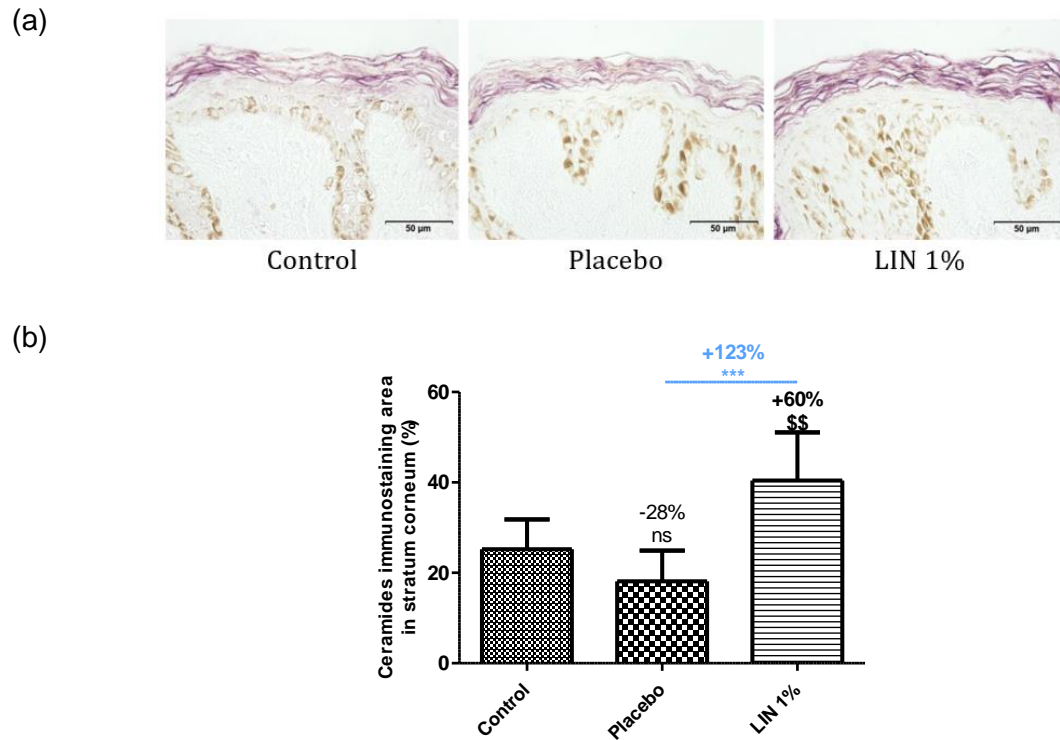 (a)
50 μm
50 μm
50 μm
Control
Placebo
LIN 1%
(b)
+123%
***
+60%
$$
-28%
ns
Ceramides immunostaining area
in stratum corneum (%)
60
40
20
0
Control
Placebo
LIN 1%